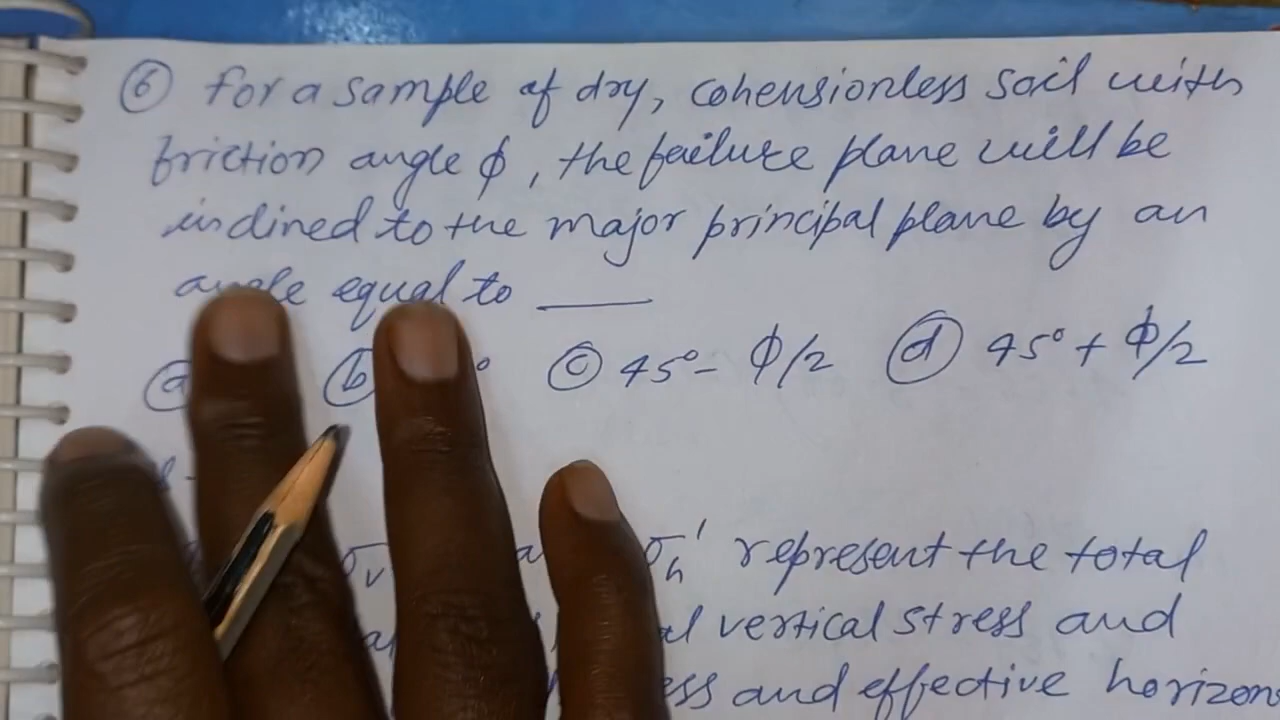 ⑥ for a sample of dry, cohensionless soil with
friction angle ϕ, the failure plane will be
inclined to the major principal plane by an
angle equal to ____
ⓐ ⓑ ° ⓒ 45° - ϕ/2 ⓓ 45° + ϕ/2
σv σh' represent the total
vertical stress and
and effective horizon